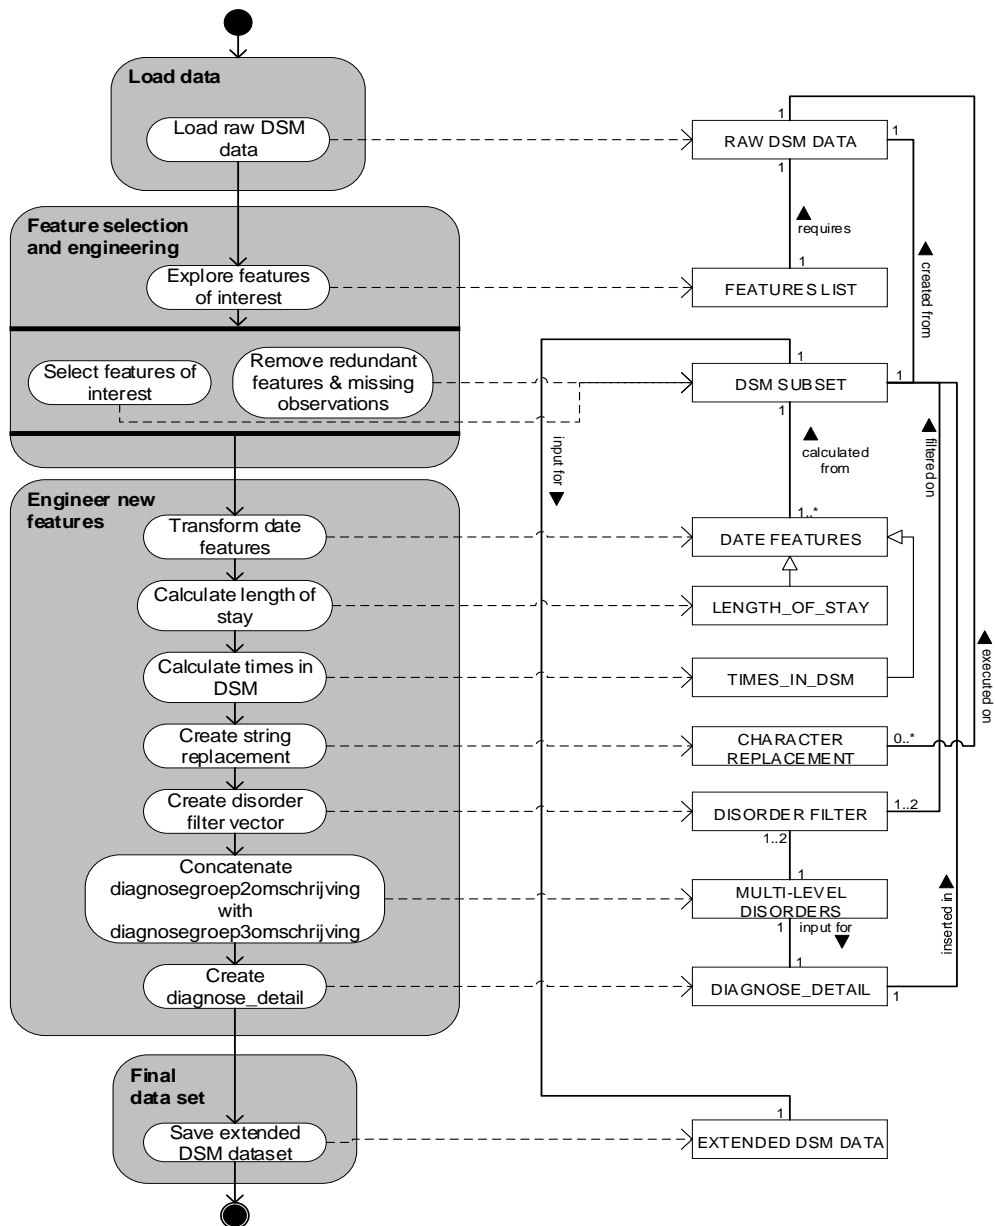 Load data
Load raw DSM
data
Feature selection
and engineering
Explore features
of interest
Select features of
interest
Remove redundant
features & missing
observations
Engineer new
features
Transform date
features
Calculate length of
stay
Calculate times in
DSM
Create string
replacement
Create disorder
filter vector
Concatenate
diagnosegroep2omschrijving
with
diagnosegroep3omschrijving
Create
diagnose_detail
Final
data set
Save extended
DSM dataset
1
RAW DSM DATA
1
1
▲
requires
1
FEATURES LIST
▲ created from
1
DSM SUBSET
1
1
input for ▼
▲
calculated
from
▲ filtered on
1..*
DATE FEATURES
LENGTH_OF_STAY
TIMES_IN_DSM
▲ executed on
CHARACTER
REPLACEMENT
0..*
DISORDER FILTER
1..2
1..2
1
MULTI-LEVEL
DISORDERS
1
input for
▼
▲ inserted in
1
DIAGNOSE_DETAIL
1
1
EXTENDED DSM DATA